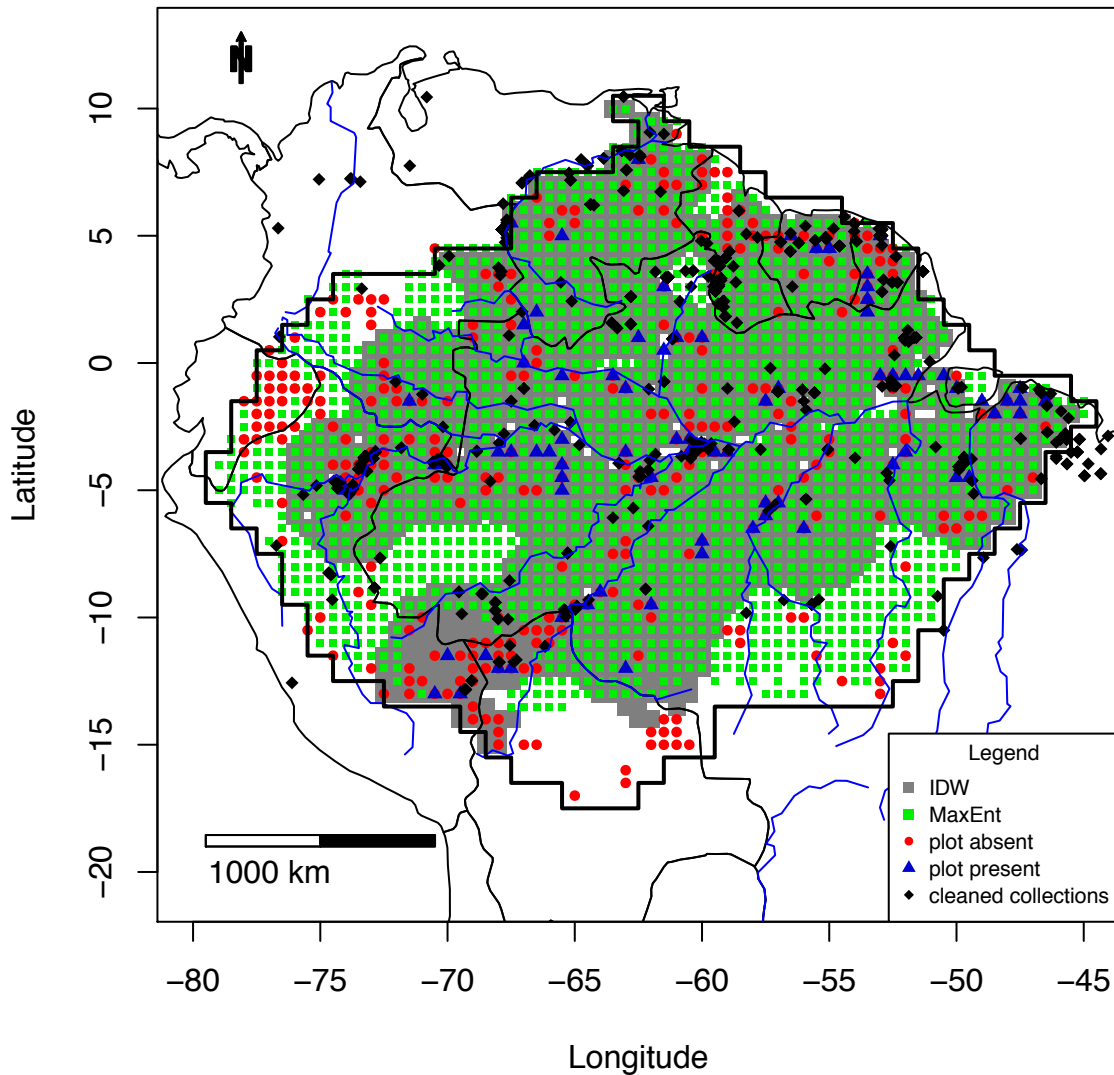 N
10
5
0
−5
−10
−15
−20
Latitude
1000 km
Legend
IDW
MaxEnt
plot absent
plot present
cleaned collections
−80 −75 −70 −65 −60 −55 −50 −45
Longitude